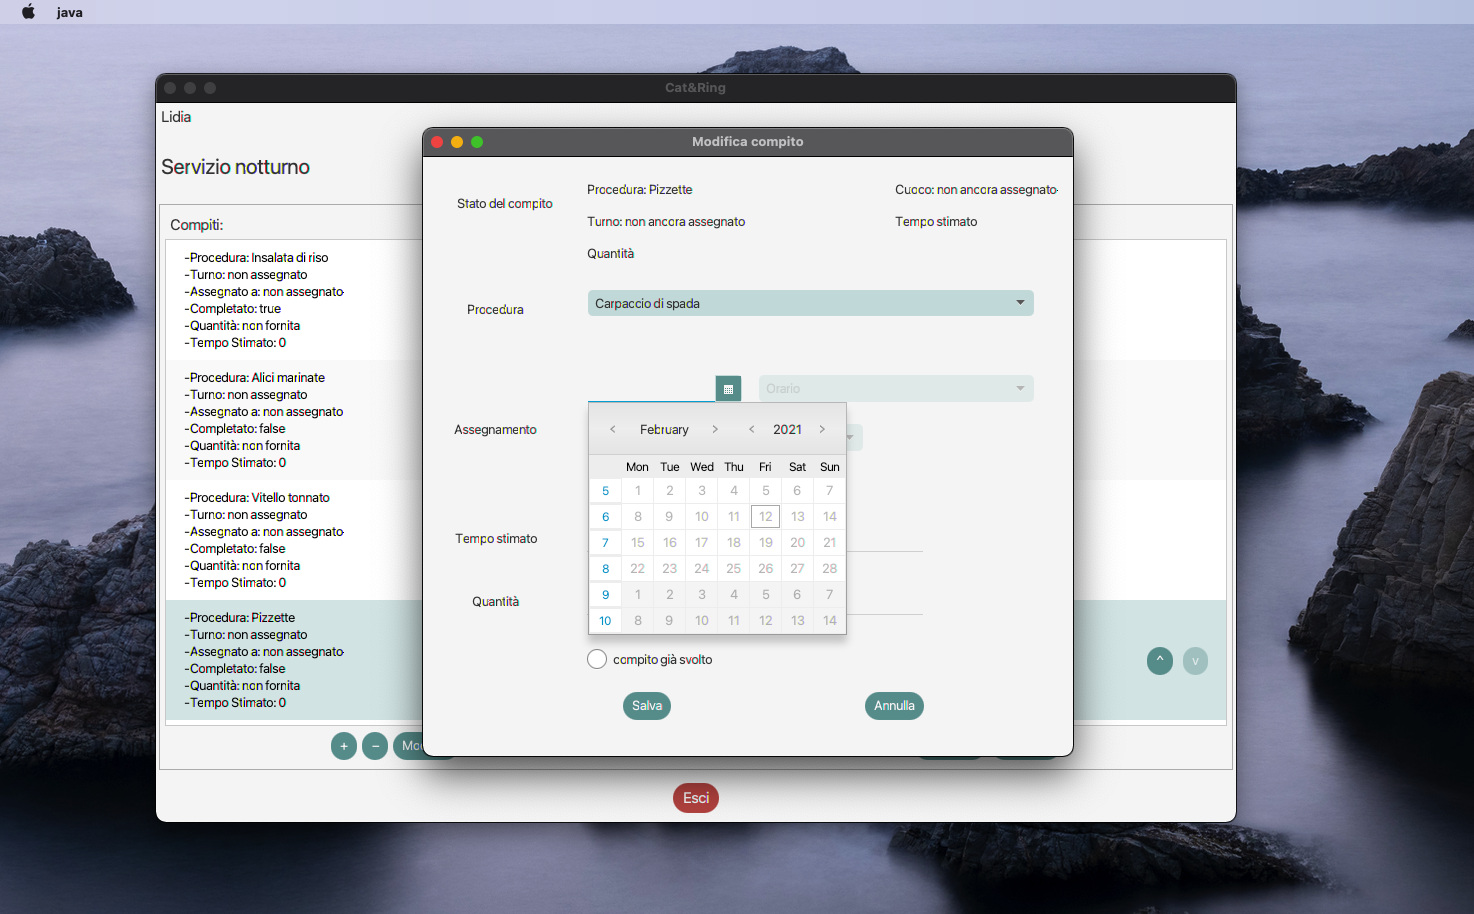 java
Cat&Ring
Lidia
Servizio notturno
Compiti:
-Procedura: Insalata di riso
-Turno: non assegnato
-Assegnato a: non assegnato
-Completato: true
-Quantità: non fornita
-Tempo Stimato: 0
-Procedura: Alici marinate
-Turno: non assegnato
-Assegnato a: non assegnato
-Completato: false
-Quantità: non fornita
-Tempo Stimato: 0
-Procedura: Vitello tonnato
-Turno: non assegnato
-Assegnato a: non assegnato
-Completato: false
-Quantità: non fornita
-Tempo Stimato: 0
-Procedura: Pizzette
-Turno: non assegnato
-Assegnato a: non assegnato
-Completato: false
-Quantità: non fornita
-Tempo Stimato: 0
^ v
+ -
Esci
Modifica compito
Stato del compito
Procedura: Pizzette Cuoco: non ancora assegnato
Turno: non ancora assegnato Tempo stimato
Quantità
Procedura Carpaccio di spada
Orario
Assegnamento
< February > < 2021 >
Mon Tue Wed Thu Fri Sat Sun
5 1 2 3 4 5 6 7
6 8 9 10 11 12 13 14
7 15 16 17 18 19 20 21
8 22 23 24 25 26 27 28
9 1 2 3 4 5 6 7
10 8 9 10 11 12 13 14
Tempo stimato
Quantità
compito già svolto
Salva Annulla